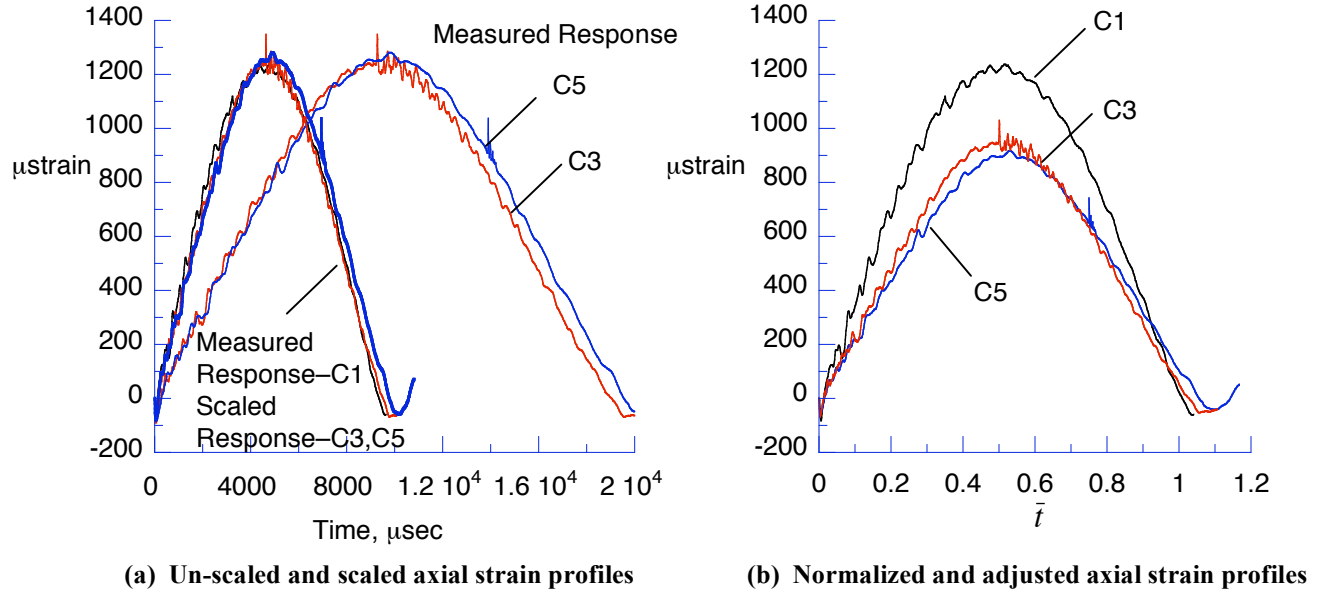 1400
1200
1000
800
600
400
200
0
-200
μstrain
Measured Response
C5
C3
Measured
Response–C1
Scaled
Response–C3,C5
0
4000
8000
1.2 10⁴
1.6 10⁴
2 10⁴
Time, μsec
(a) Un-scaled and scaled axial strain profiles
1400
1200
1000
800
600
400
200
0
-200
μstrain
C1
C3
C5
0
0.2
0.4
0.6
0.8
1
1.2
t̄
(b) Normalized and adjusted axial strain profiles